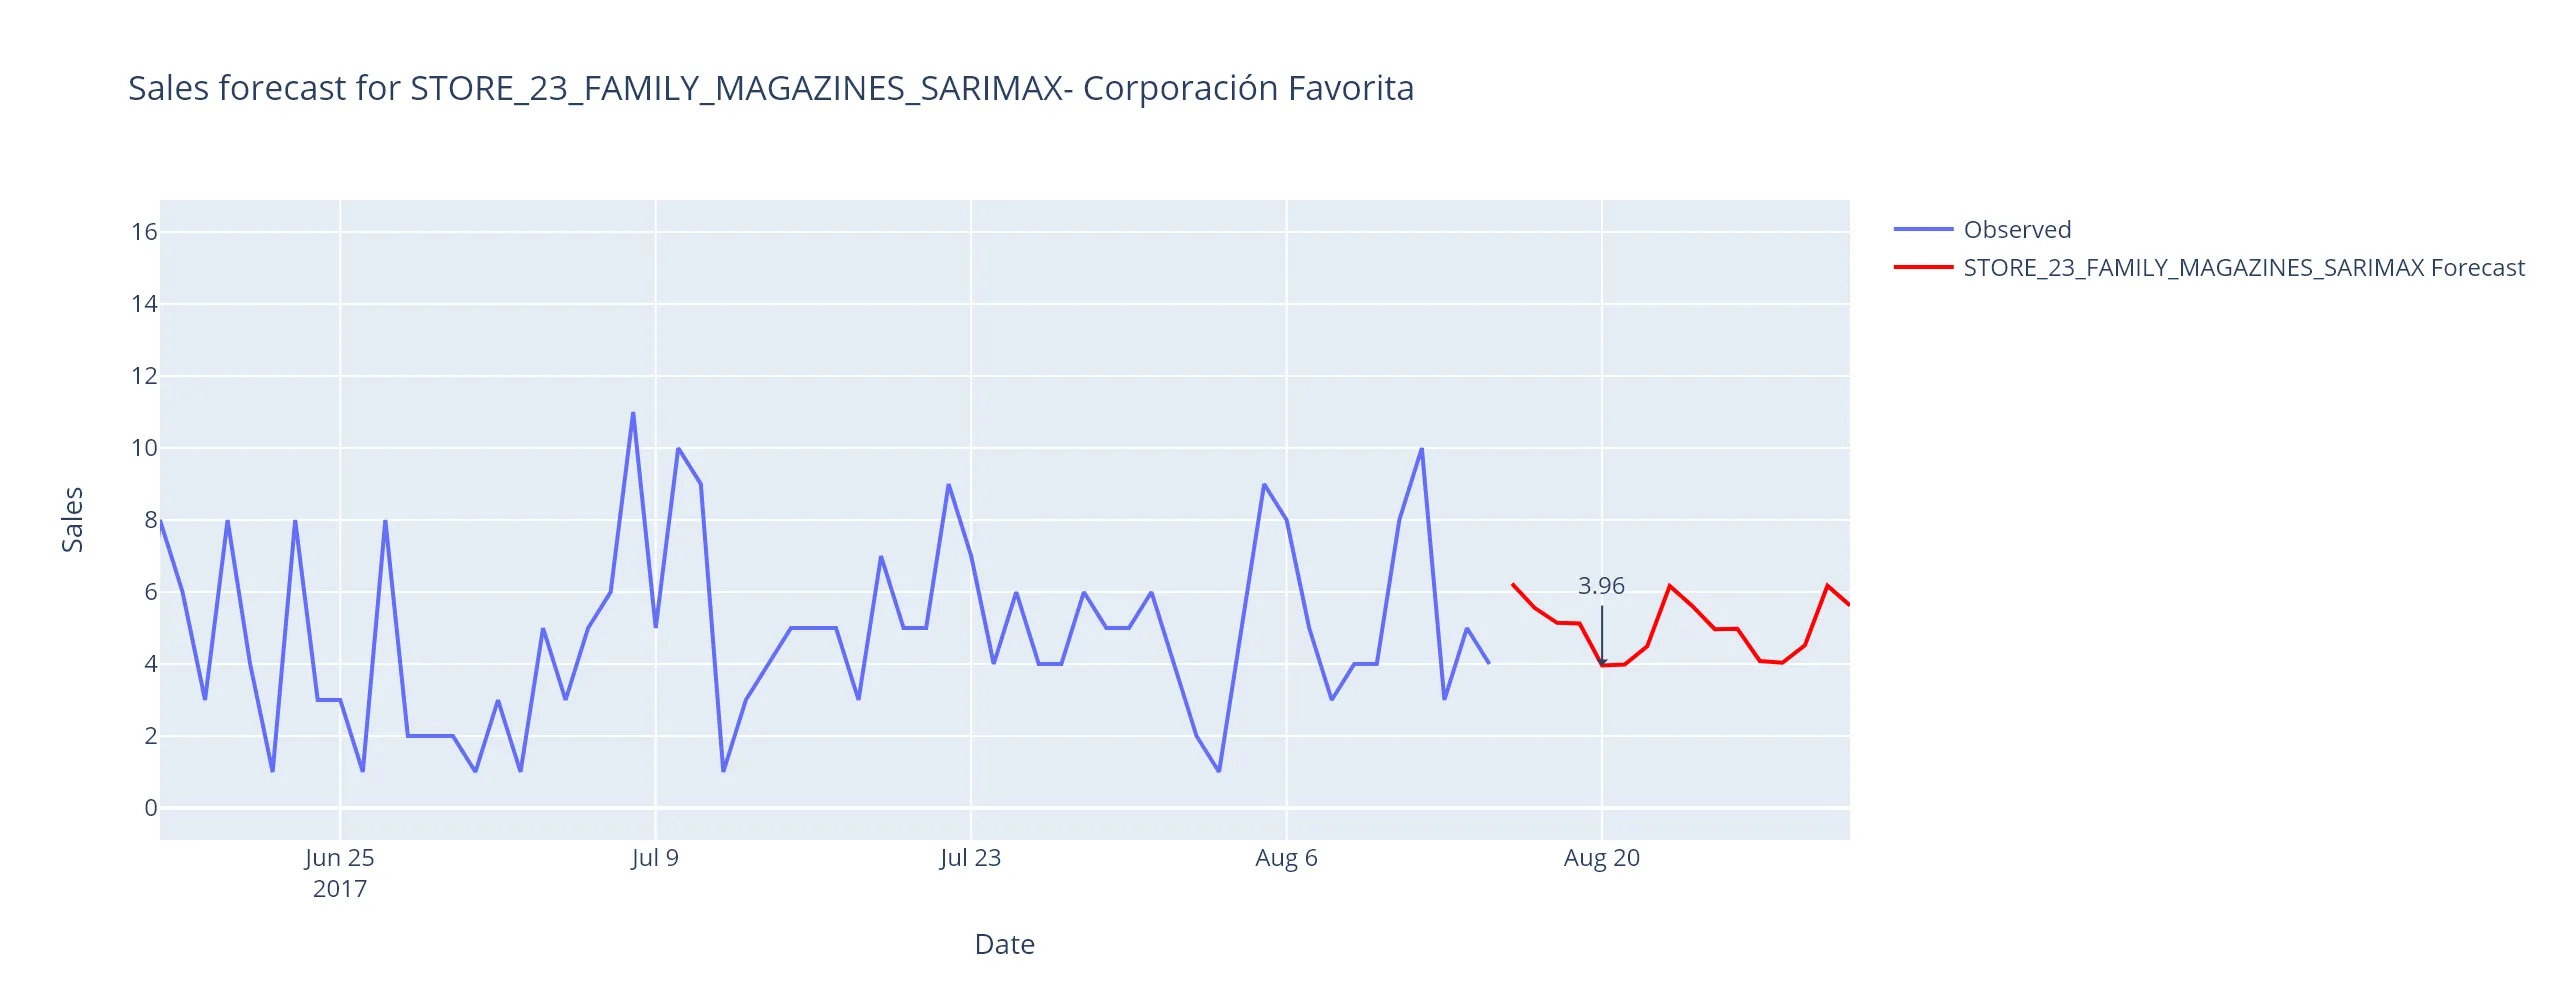 Sales forecast for STORE_23_FAMILY_MAGAZINES_SARIMAX- Corporación Favorita
Observed
STORE_23_FAMILY_MAGAZINES_SARIMAX Forecast
Sales
16
14
12
10
8
6
4
2
0
3.96
Jun 25
2017
Jul 9
Jul 23
Aug 6
Aug 20
Date